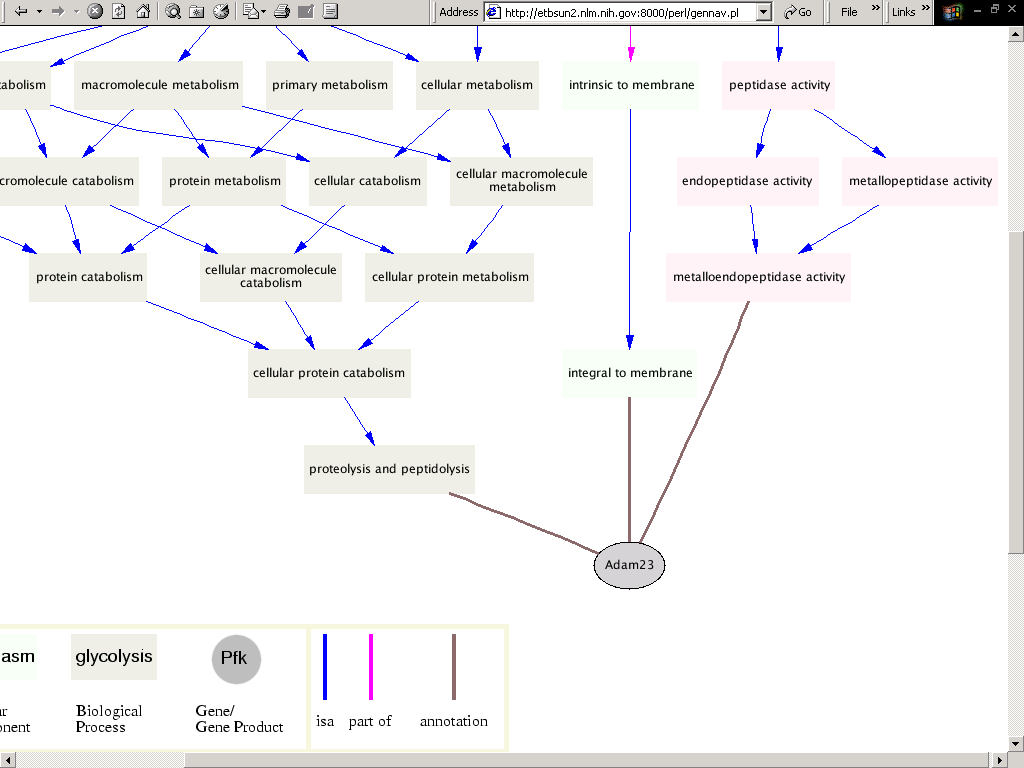 Address http://etbsun2.nlm.nih.gov:8000/perl/gennav.pl Go File » Links »
abolism
macromolecule metabolism
primary metabolism
cellular metabolism
intrinsic to membrane
peptidase activity
cromolecule catabolism
protein metabolism
cellular catabolism
cellular macromolecule
metabolism
endopeptidase activity
metallopeptidase activity
protein catabolism
cellular macromolecule
catabolism
cellular protein metabolism
metalloendopeptidase activity
cellular protein catabolism
integral to membrane
proteolysis and peptidolysis
Adam23
asm
glycolysis
Pfk
ar
onent
Biological
Process
Gene/
Gene Product
isa
part of
annotation